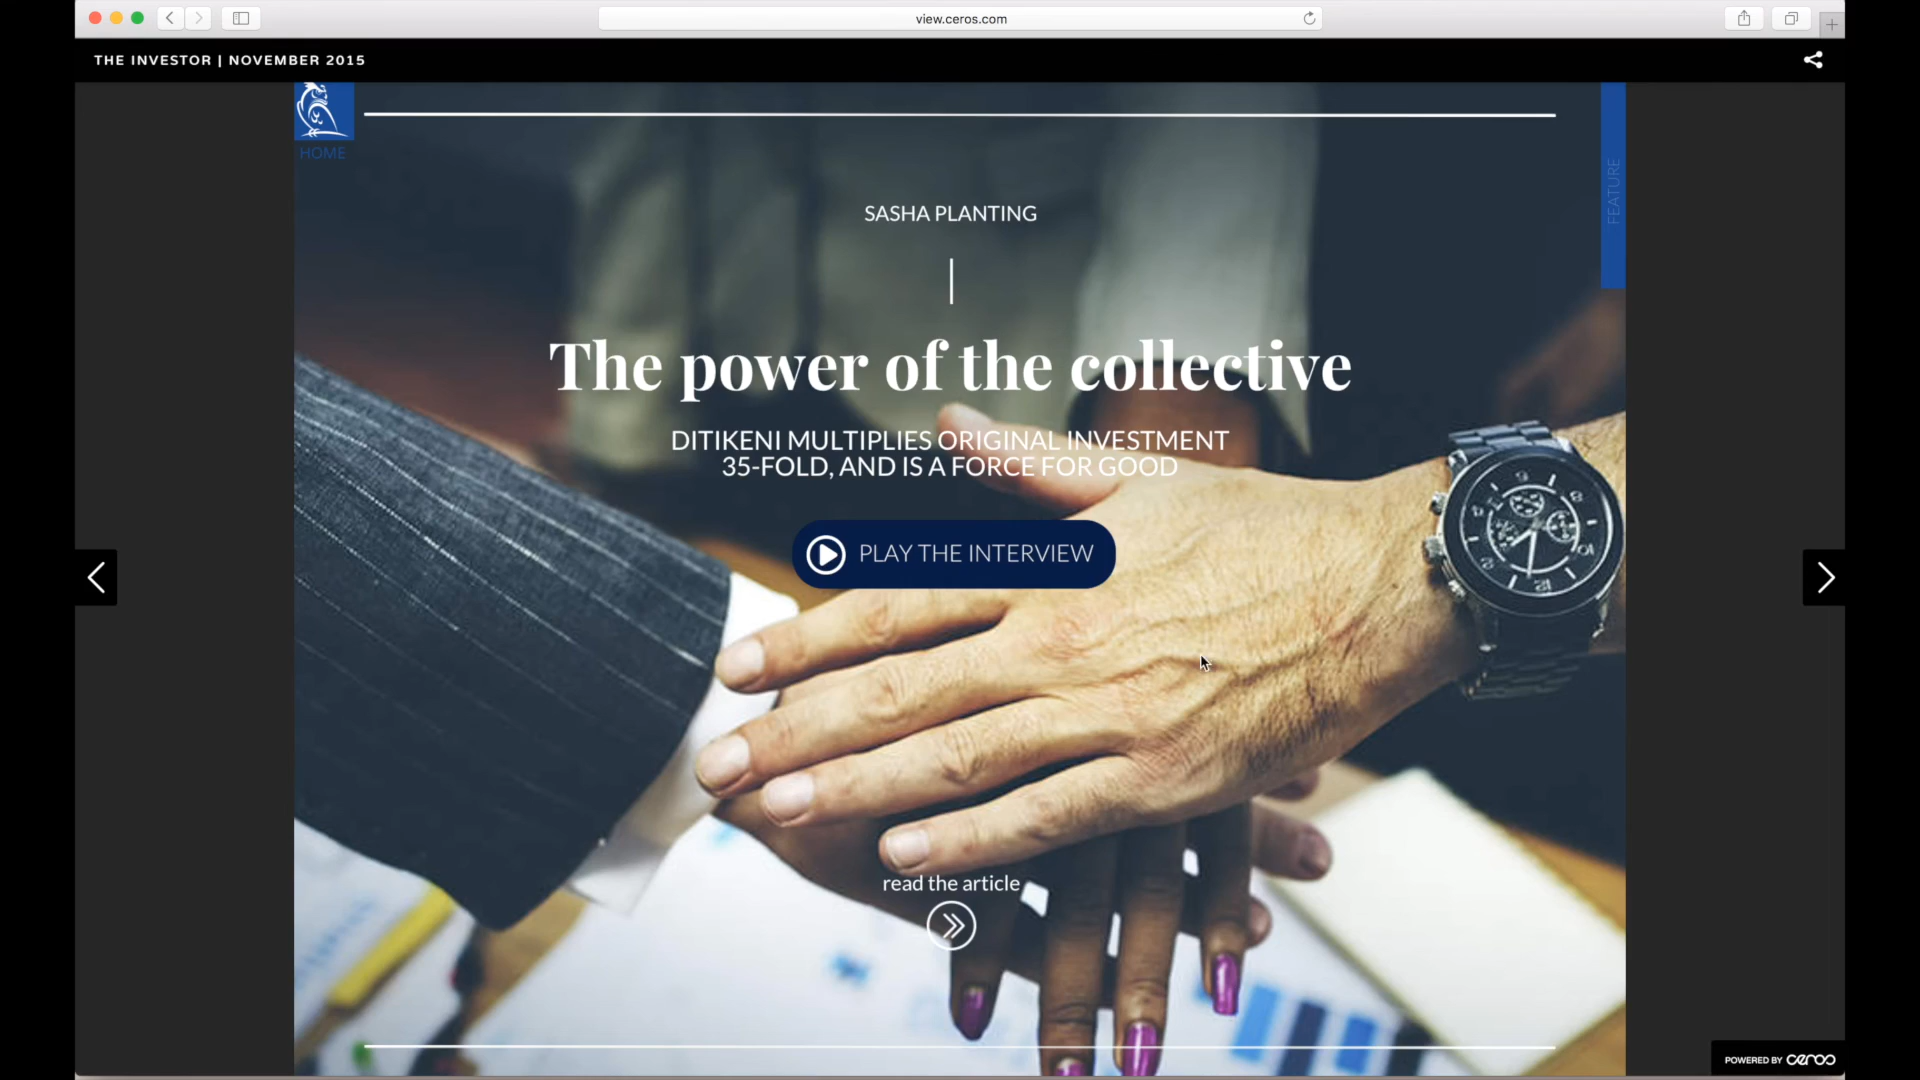 view.ceros.com
THE INVESTOR | NOVEMBER 2015
HOME
FEATURE
SASHA PLANTING
The power of the collective
DITIKENI MULTIPLIES ORIGINAL INVESTMENT
35-FOLD, AND IS A FORCE FOR GOOD
PLAY THE INTERVIEW
read the article
POWERED BY ceros